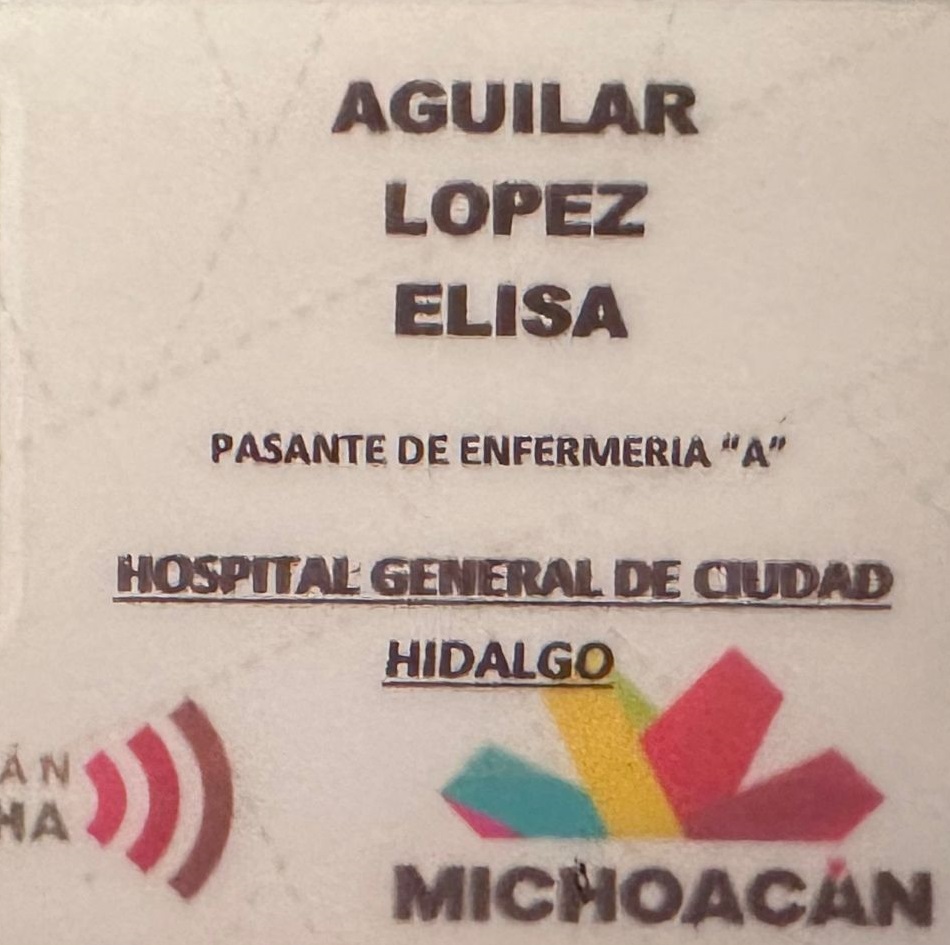 AGUILAR
LOPEZ
ELISA
PASANTE DE ENFERMERIA “A”
HOSPITAL GENERAL DE CIUDAD
HIDALGO
ÁN
HA
MICHOACÁN